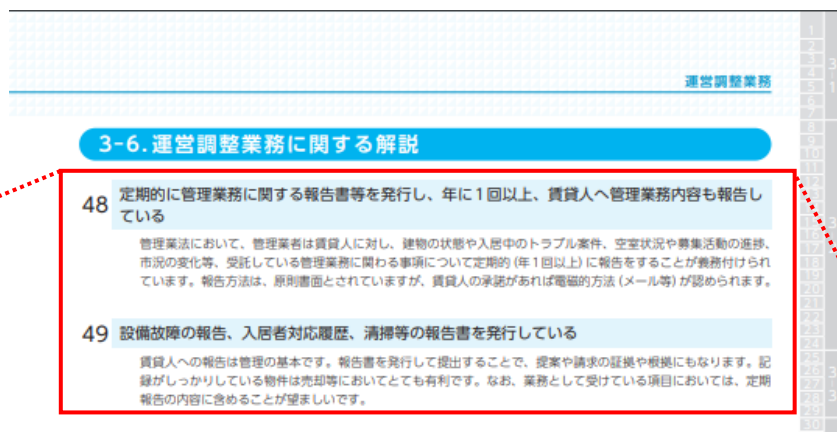 運営調整業務
3-6.運営調整業務に関する解説
48 定期的に管理業務に関する報告書等を発行し、年に1回以上、賃貸人へ管理業務内容も報告し
ている
管理業法において、管理業者は賃貸人に対し、建物の状態や入居中のトラブル案件、空室状況や募集活動の進捗、
市況の変化等、受託している管理業務に関わる事項について定期的(年1回以上)に報告をすることが義務付けられ
ています。報告方法は、原則書面とされていますが、賃貸人の承諾があれば電磁的方法(メール等)が認められます。
49 設備故障の報告、入居者対応履歴、清掃等の報告書を発行している
賃貸人への報告は管理の基本です。報告書を発行して提出することで、提案や請求の証拠や根拠にもなります。記
録がしっかりしている物件は売却等においてとても有利です。なお、業務として受けている項目においては、定期
報告の内容に含めることが望ましいです。